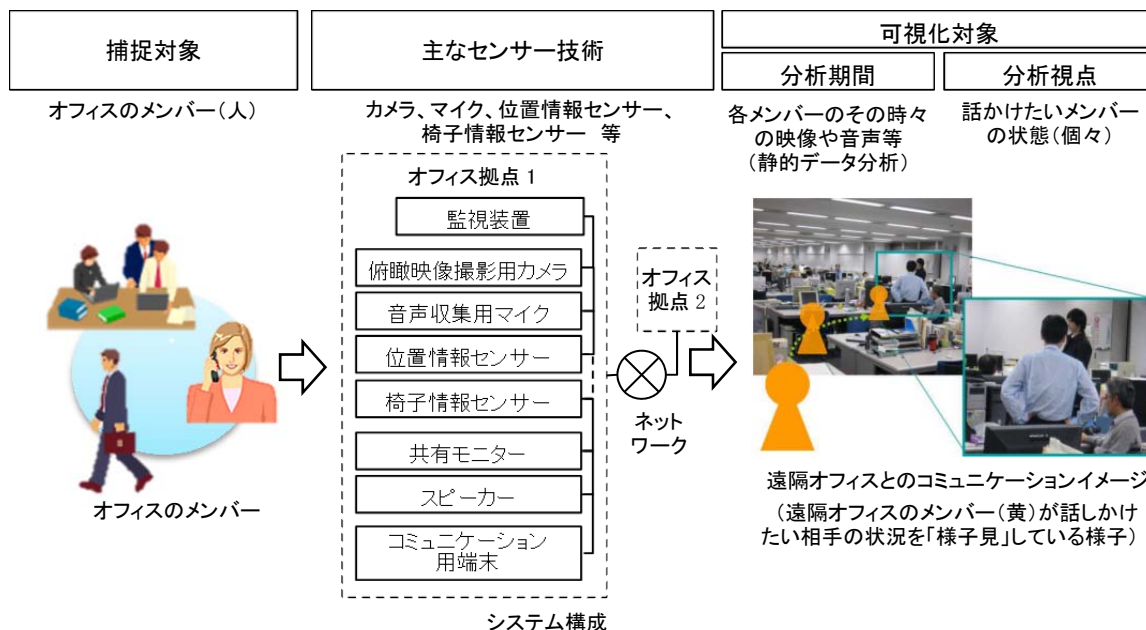 捕捉対象
主なセンサー技術
可視化対象
分析期間
分析視点
オフィスのメンバー（人）
カメラ、マイク、位置情報センサー、
椅子情報センサー 等
各メンバーのその時々
の映像や音声等
（静的データ分析）
話かけたいメンバー
の状態（個々）
オフィス拠点1
監視装置
俯瞰映像撮影用カメラ
音声収集用マイク
位置情報センサー
椅子情報センサー
共有モニター
スピーカー
コミュニケーション
用端末
オフィス
拠点2
ネット
ワーク
オフィスのメンバー
システム構成
遠隔オフィスとのコミュニケーションイメージ
（遠隔オフィスのメンバー（黄）が話しかけ
たい相手の状況を「様子見」している様子）